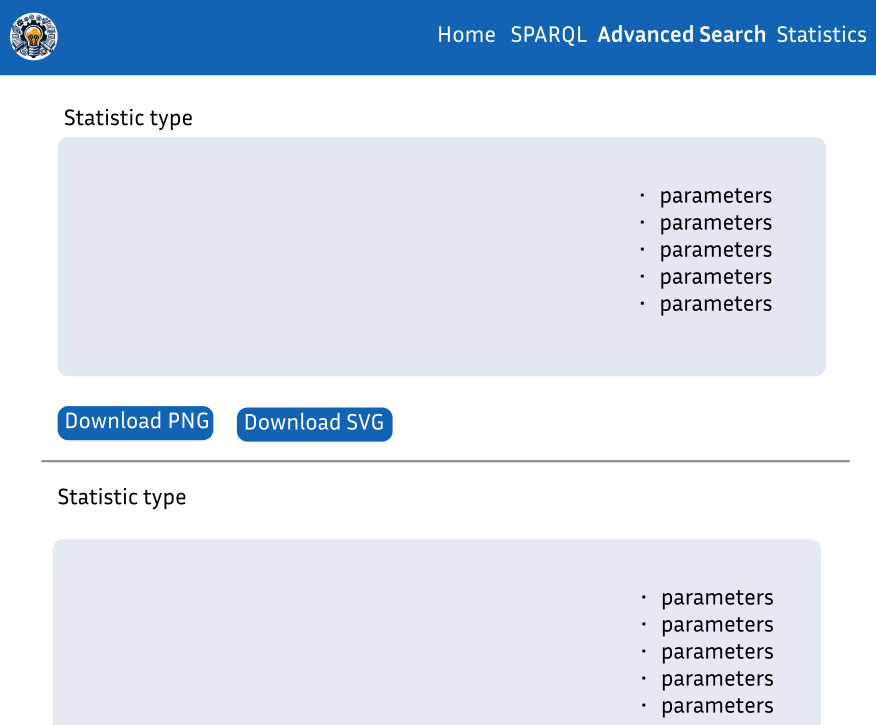 Home SPARQL Advanced Search Statistics
Statistic type
· parameters
· parameters
· parameters
· parameters
· parameters
Download PNG Download SVG
Statistic type
· parameters
· parameters
· parameters
· parameters
· parameters